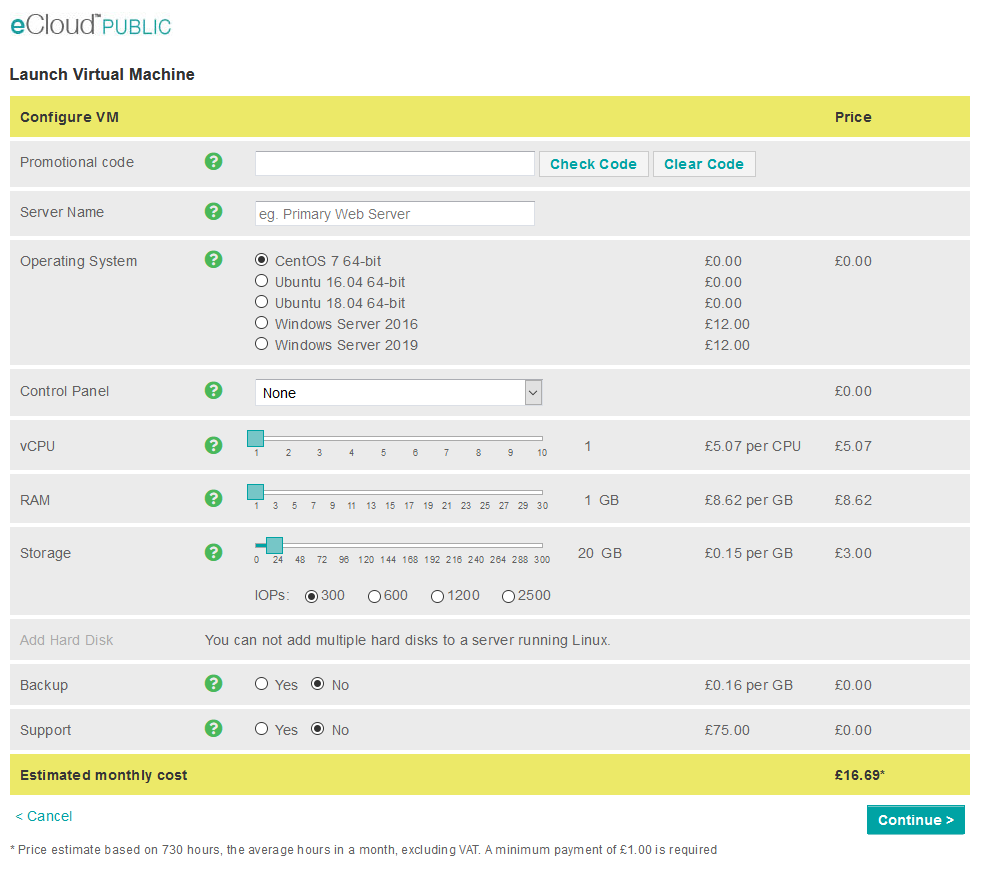 eCloud™PUBLIC
Launch Virtual Machine
Configure VM Price
Promotional code ? Check Code Clear Code
Server Name ? eg. Primary Web Server
Operating System ? CentOS 7 64-bit £0.00 £0.00
Ubuntu 16.04 64-bit £0.00
Ubuntu 18.04 64-bit £0.00
Windows Server 2016 £12.00
Windows Server 2019 £12.00
Control Panel ? None £0.00
vCPU ? 1 £5.07 per CPU £5.07
1 2 3 4 5 6 7 8 9 10
RAM ? 1 GB £8.62 per GB £8.62
1 3 5 7 9 11 13 15 17 19 21 23 25 27 29 30
Storage ? 20 GB £0.15 per GB £3.00
0 24 48 72 96 120 144 168 192 216 240 264 288 300
IOPs: 300 600 1200 2500
Add Hard Disk You can not add multiple hard disks to a server running Linux.
Backup ? Yes No £0.16 per GB £0.00
Support ? Yes No £75.00 £0.00
Estimated monthly cost £16.69*
< Cancel Continue >
* Price estimate based on 730 hours, the average hours in a month, excluding VAT. A minimum payment of £1.00 is required